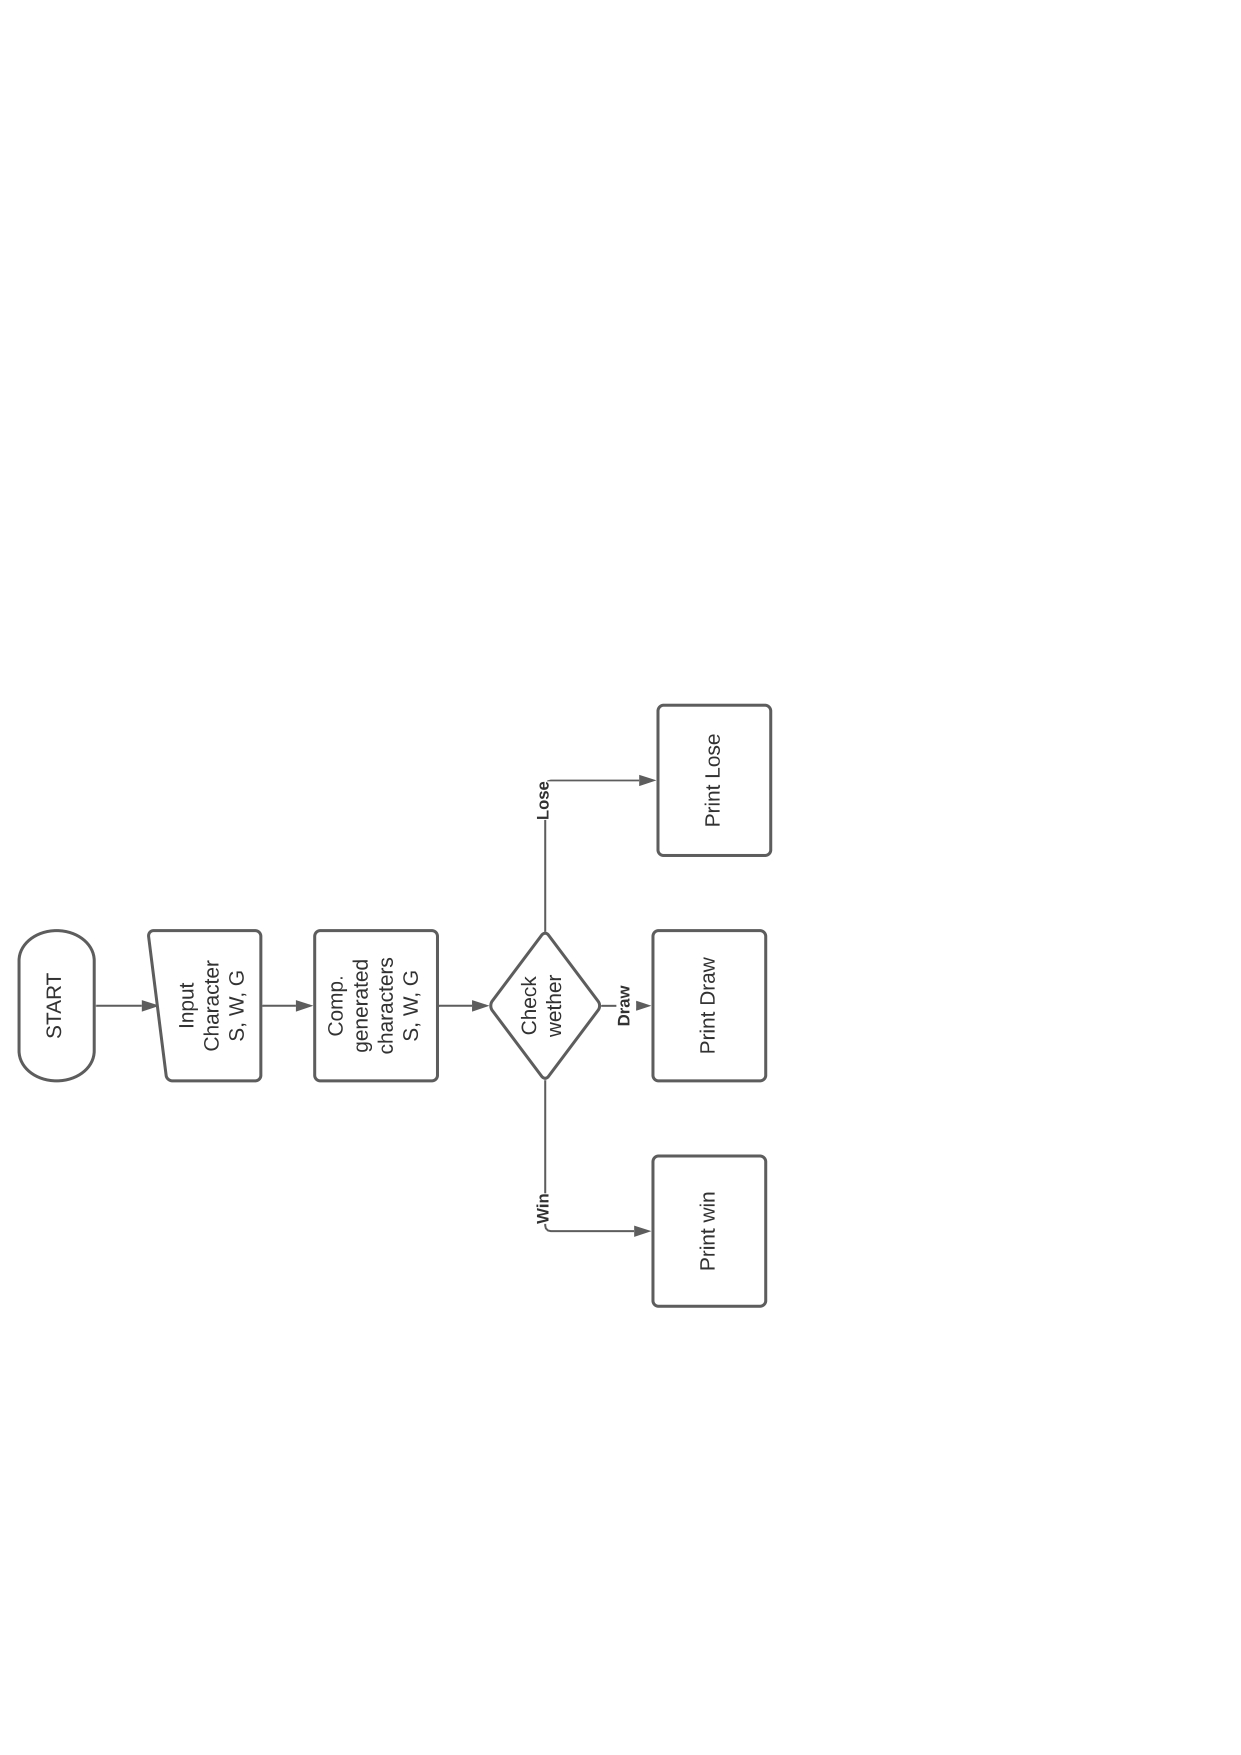 START
Input
Character
S, W, G
Comp.
generated
characters
S, W, G
Check
wether
Win
Lose
Draw
Print win
Print Draw
Print Lose